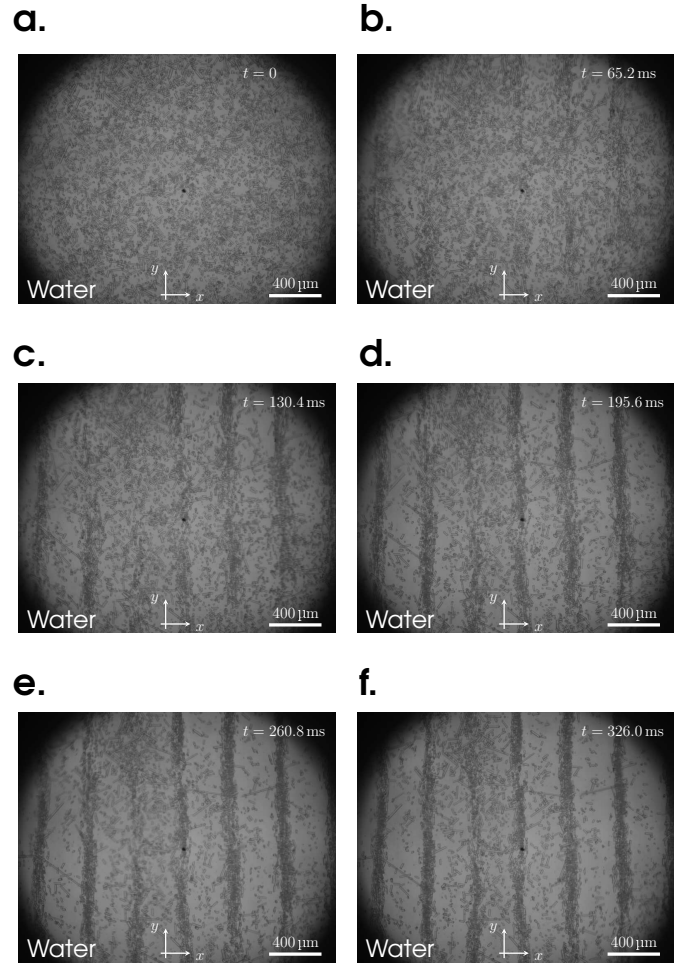 a.
b.
t = 0
y
x
Water
400 µm
t = 65.2 ms
y
x
Water
400 µm
c.
d.
t = 130.4 ms
y
x
Water
400 µm
t = 195.6 ms
y
x
Water
400 µm
e.
f.
t = 260.8 ms
y
x
Water
400 µm
t = 326.0 ms
y
x
Water
400 µm